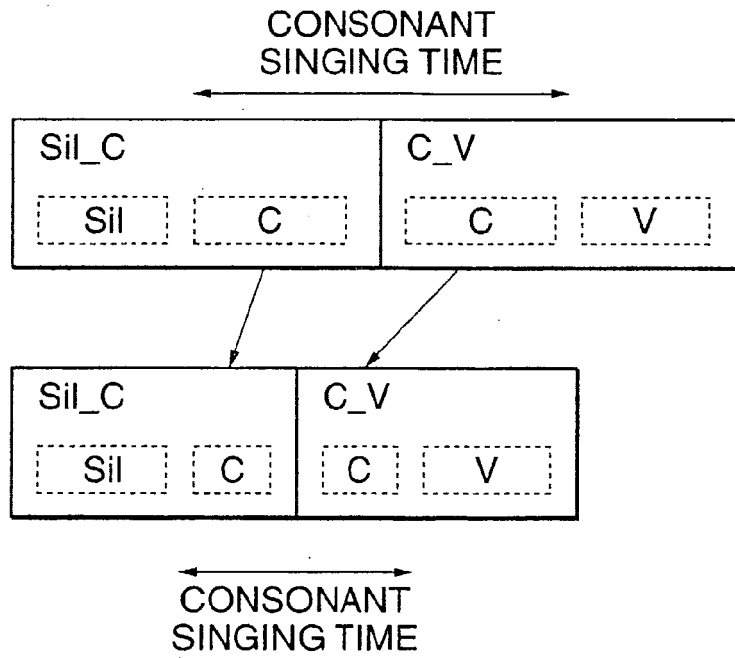 CONSONANT
SINGING TIME
Sil_C C_V
Sil C C V
Sil_C C_V
Sil C C V
CONSONANT
SINGING TIME